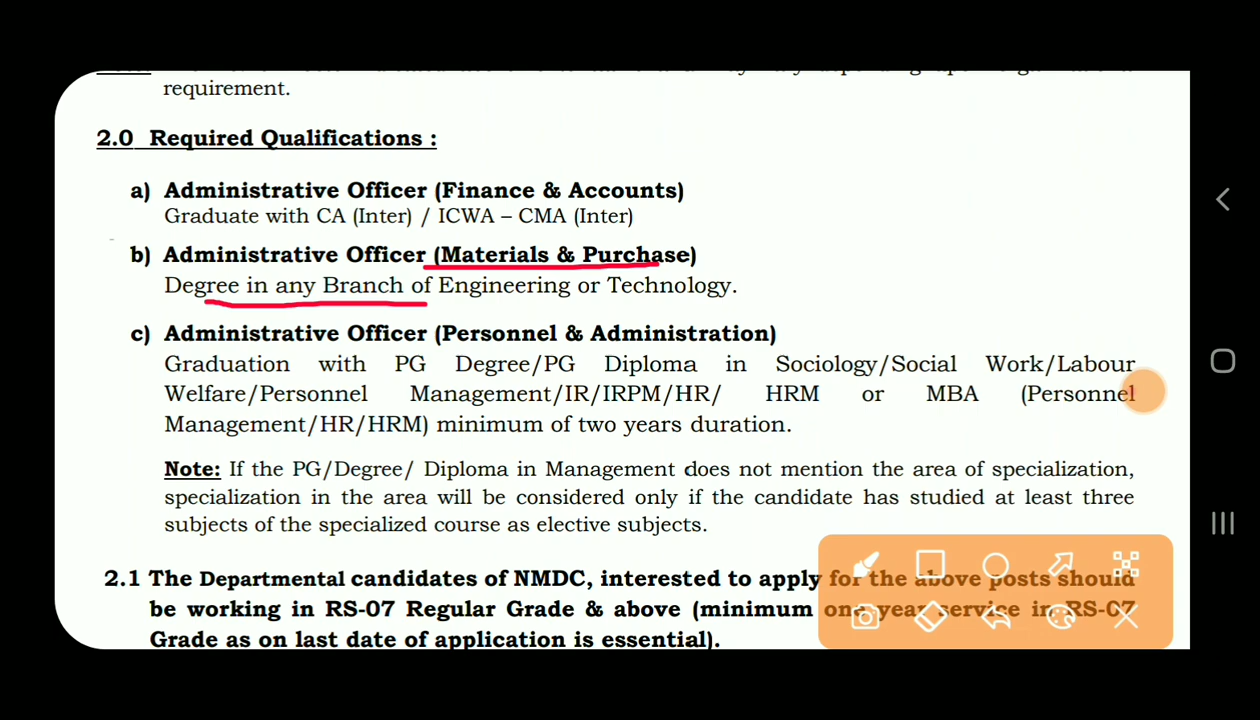 requirement.
2.0 Required Qualifications :
a) Administrative Officer (Finance & Accounts)
Graduate with CA (Inter) / ICWA – CMA (Inter)
b) Administrative Officer (Materials & Purchase)
Degree in any Branch of Engineering or Technology.
c) Administrative Officer (Personnel & Administration)
Graduation with PG Degree/PG Diploma in Sociology/Social Work/Labour
Welfare/Personnel Management/IR/IRPM/HR/ HRM or MBA (Personnel
Management/HR/HRM) minimum of two years duration.
Note: If the PG/Degree/ Diploma in Management does not mention the area of specialization,
specialization in the area will be considered only if the candidate has studied at least three
subjects of the specialized course as elective subjects.
2.1 The Departmental candidates of NMDC, interested to apply for the above posts should
be working in RS-07 Regular Grade & above (minimum one year service in RS-07
Grade as on last date of application is essential).